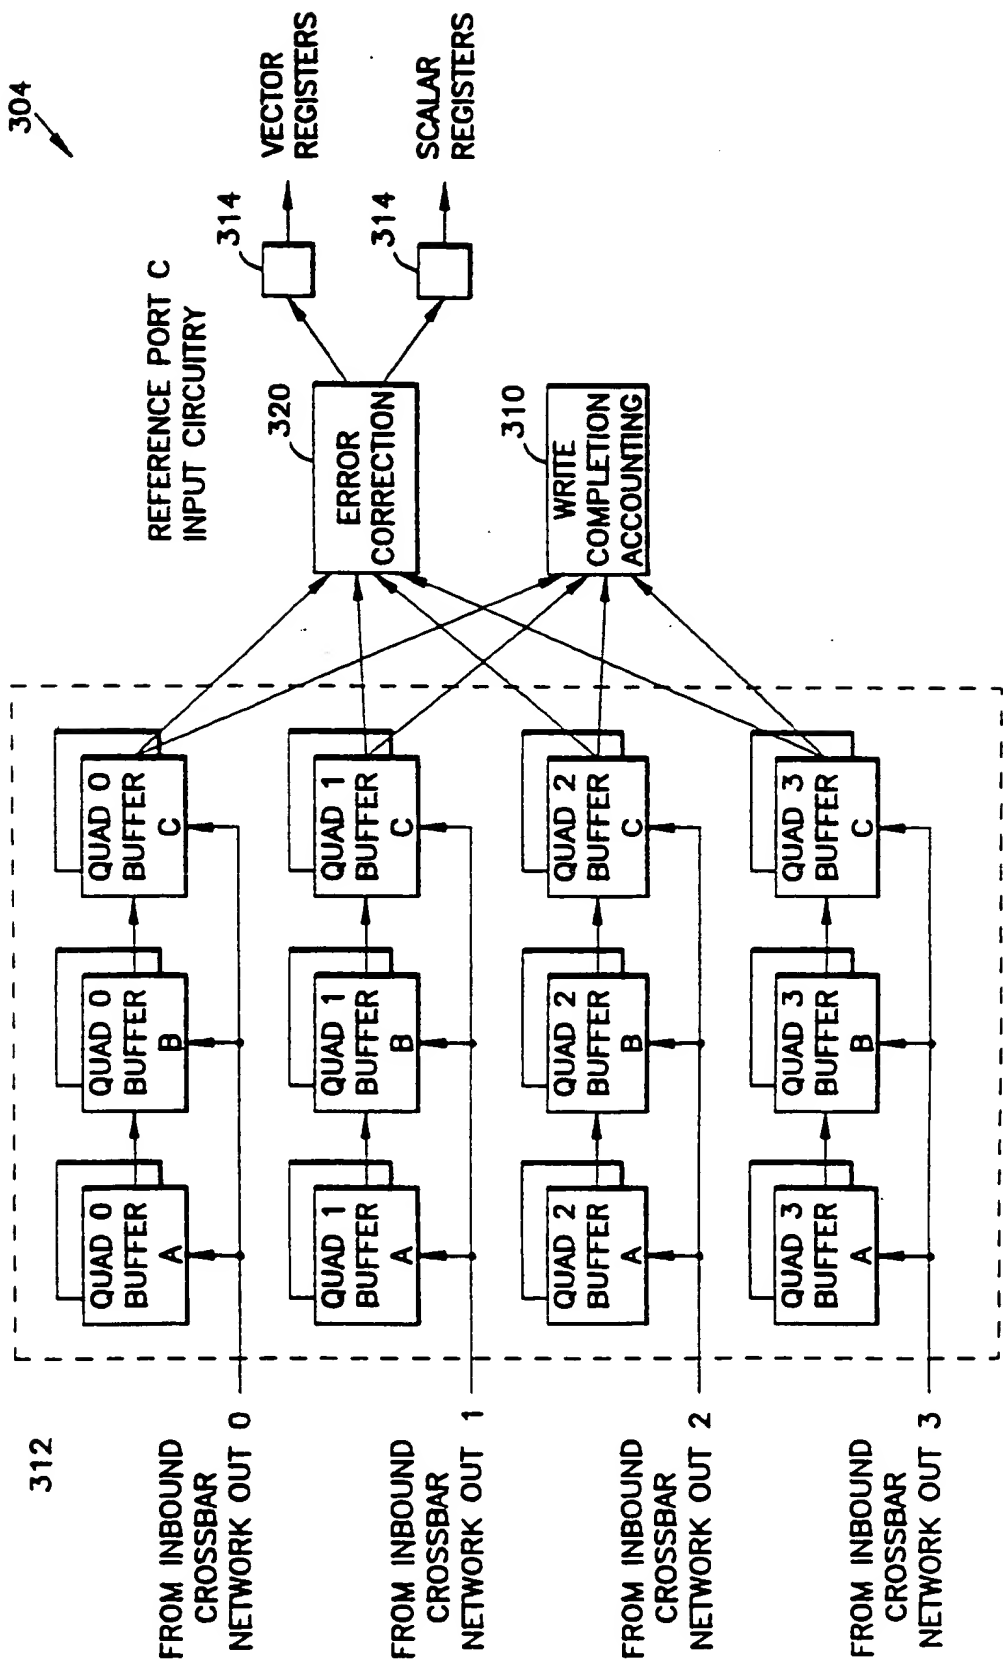 304
REFERENCE PORT C
INPUT CIRCUITRY
312
FROM INBOUND
CROSSBAR
NETWORK OUT 0
QUAD 0
BUFFER
A
QUAD 0
BUFFER
B
QUAD 0
BUFFER
C
FROM INBOUND
CROSSBAR
NETWORK OUT 1
QUAD 1
BUFFER
A
QUAD 1
BUFFER
B
QUAD 1
BUFFER
C
FROM INBOUND
CROSSBAR
NETWORK OUT 2
QUAD 2
BUFFER
A
QUAD 2
BUFFER
B
QUAD 2
BUFFER
C
FROM INBOUND
CROSSBAR
NETWORK OUT 3
QUAD 3
BUFFER
A
QUAD 3
BUFFER
B
QUAD 3
BUFFER
C
320
ERROR
CORRECTION
310
WRITE
COMPLETION
ACCOUNTING
314
VECTOR
REGISTERS
314
SCALAR
REGISTERS